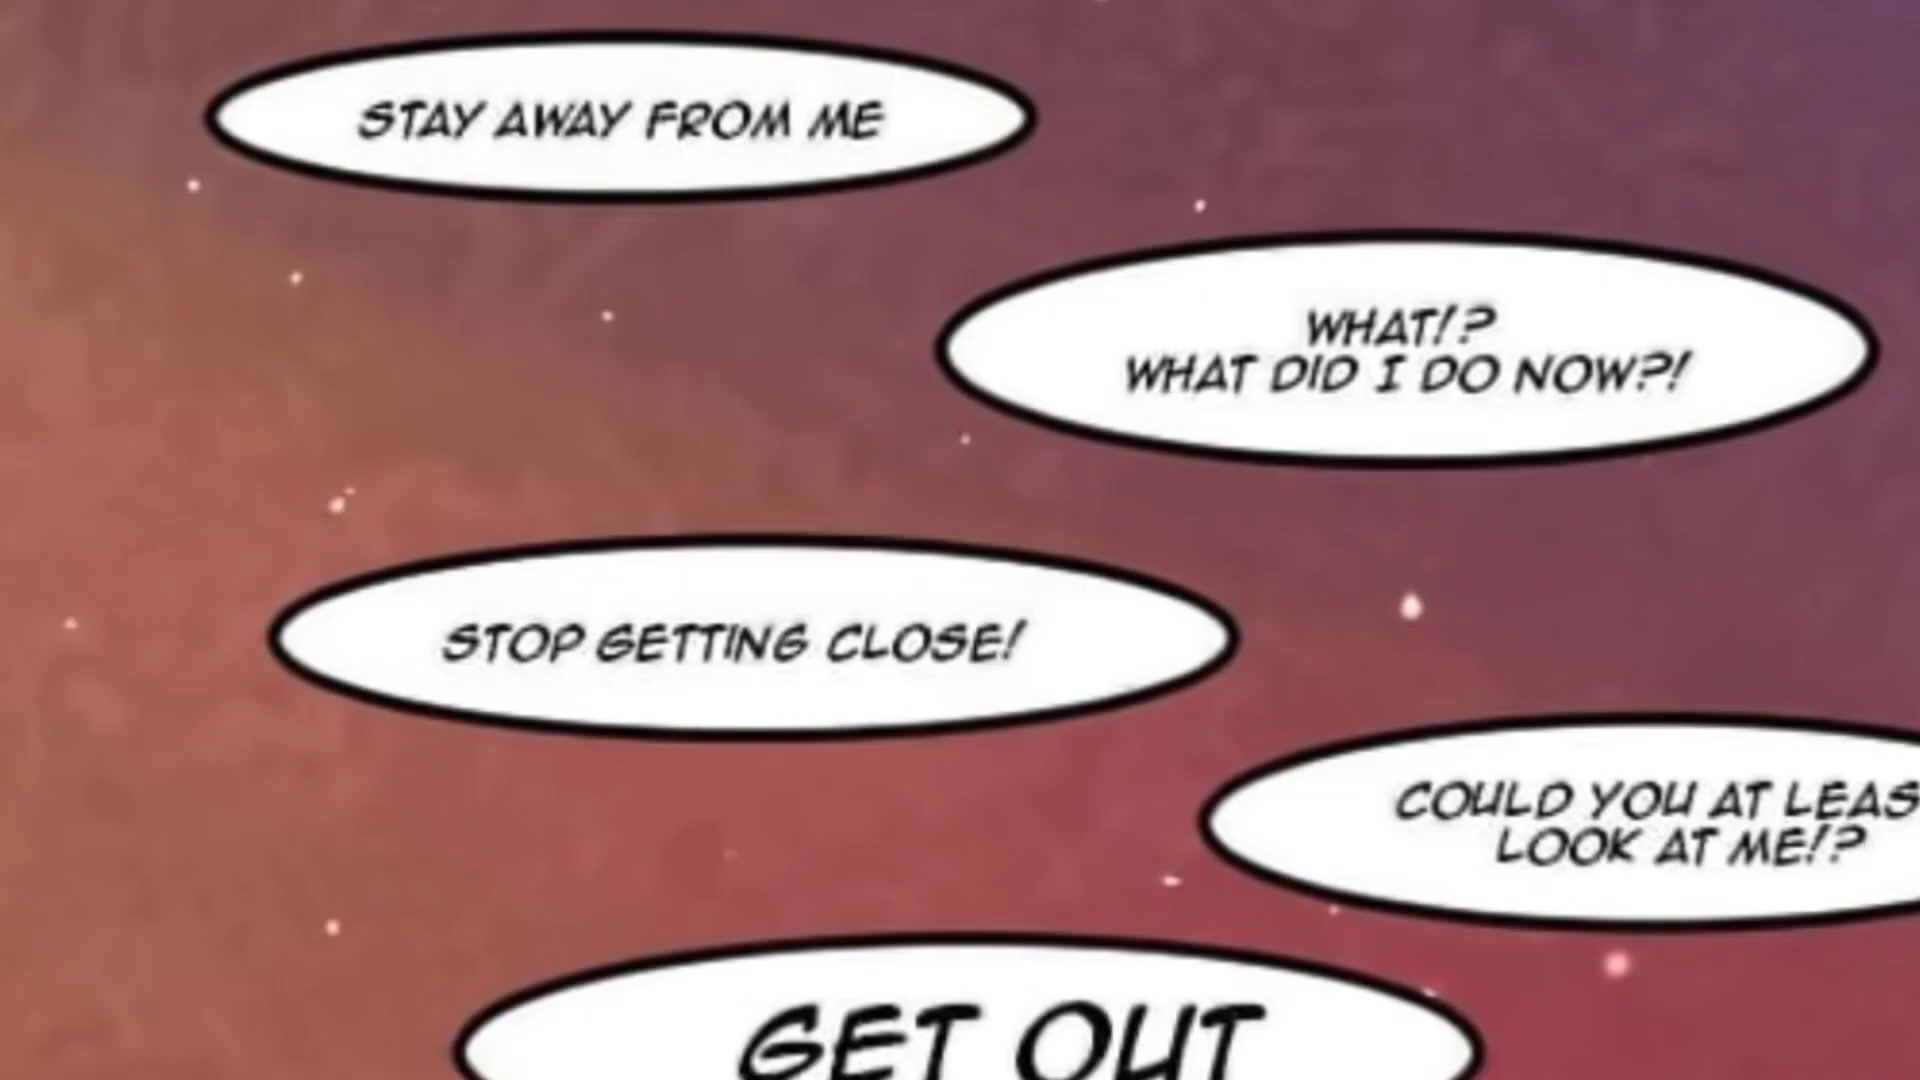 STAY AWAY FROM ME
WHAT!?
WHAT DID I DO NOW?!
STOP GETTING CLOSE!
COULD YOU AT LEAS
LOOK AT ME!?
GET OUT